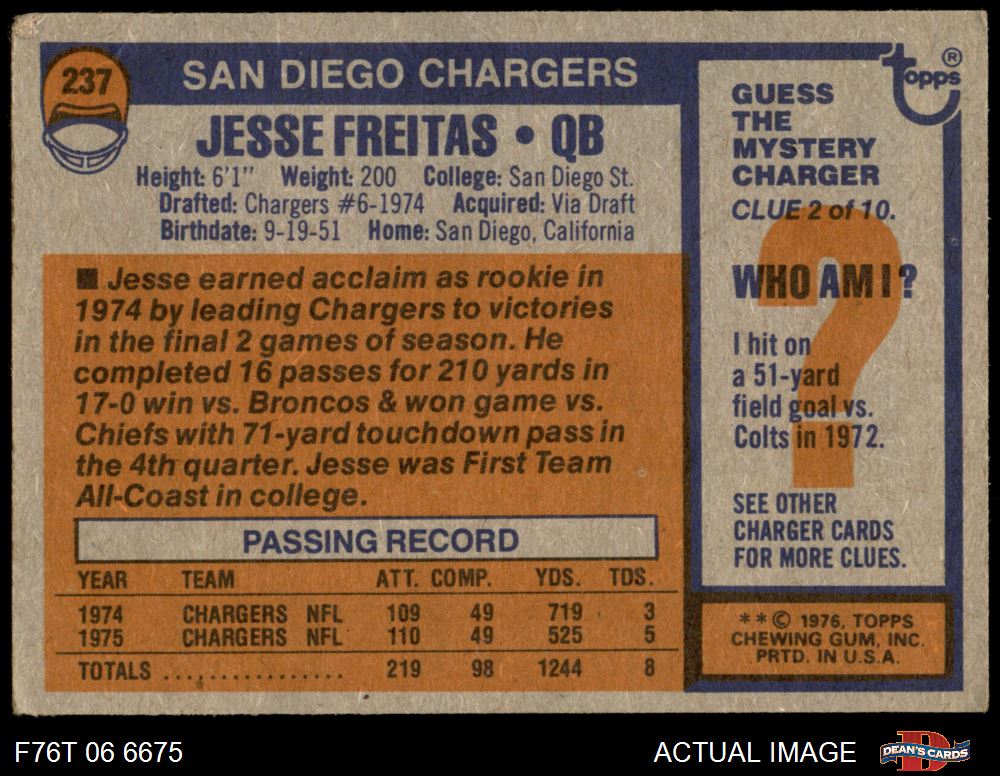 237
SAN DIEGO CHARGERS
JESSE FREITAS • QB
Height: 6'1" Weight: 200 College: San Diego St.
Drafted: Chargers #6-1974 Acquired: Via Draft
Birthdate: 9-19-51 Home: San Diego, California
■ Jesse earned acclaim as rookie in
1974 by leading Chargers to victories
in the final 2 games of season. He
completed 16 passes for 210 yards in
17-0 win vs. Broncos & won game vs.
Chiefs with 71-yard touchdown pass in
the 4th quarter. Jesse was First Team
All-Coast in college.
PASSING RECORD
YEAR TEAM ATT. COMP. YDS. TDS.
1974 CHARGERS NFL 109 49 719 3
1975 CHARGERS NFL 110 49 525 5
TOTALS ................ 219 98 1244 8
topps ®
GUESS
THE
MYSTERY
CHARGER
CLUE 2 of 10.
?
WHO AM I?
I hit on
a 51-yard
field goal vs.
Colts in 1972.
SEE OTHER
CHARGER CARDS
FOR MORE CLUES.
** © 1976, TOPPS
CHEWING GUM, INC.
PRTD. IN U.S.A.
F76T 06 6675
ACTUAL IMAGE
D
DEAN'S CARDS